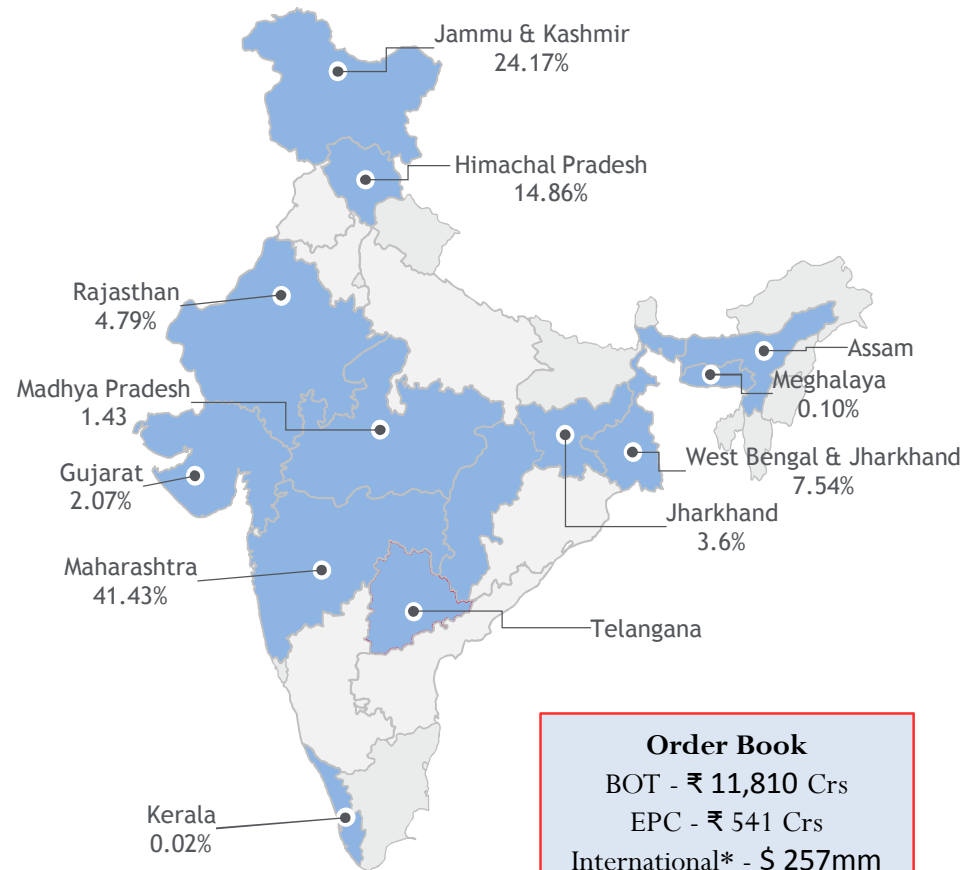 Jammu & Kashmir
24.17%
Himachal Pradesh
14.86%
Rajasthan
4.79%
Assam
Meghalaya
0.10%
Madhya Pradesh
1.43
West Bengal & Jharkhand
7.54%
Gujarat
2.07%
Jharkhand
3.6%
Maharashtra
41.43%
Telangana
Kerala
0.02%
Order Book
BOT - ₹ 11,810 Crs
EPC - ₹ 541 Crs
International* - $ 257mm